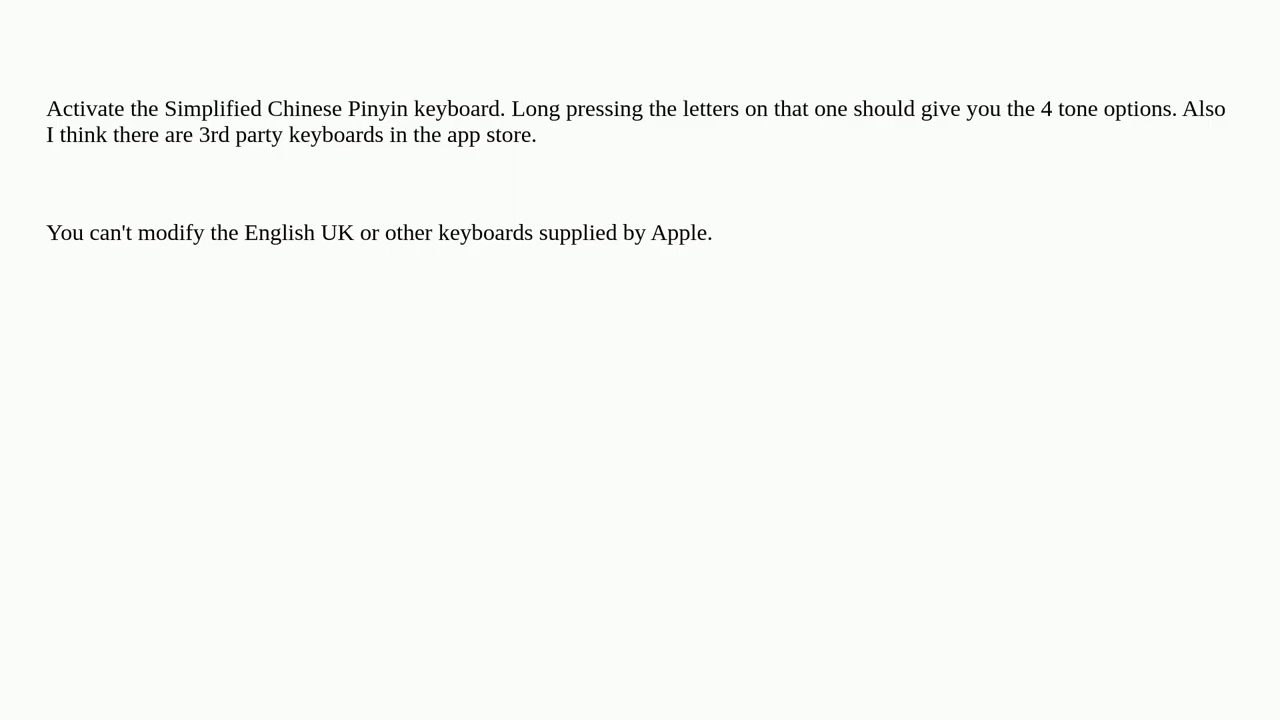 Activate the Simplified Chinese Pinyin keyboard. Long pressing the letters on that one should give you the 4 tone options. Also
I think there are 3rd party keyboards in the app store.
You can't modify the English UK or other keyboards supplied by Apple.